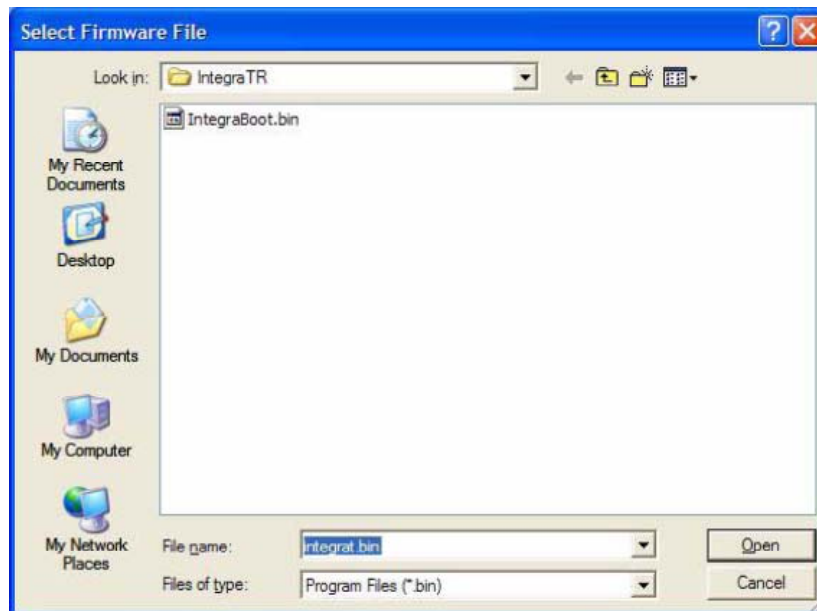 Select Firmware File
Look in: IntegraTR
IntegraBoot.bin
My Recent
Documents
Desktop
My Documents
My Computer
My Network
Places
File name: integrat.bin
Open
Files of type: Program Files (*.bin)
Cancel